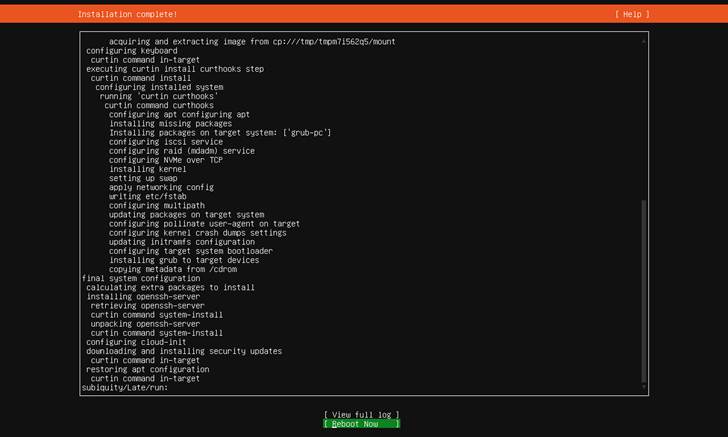 Installation complete! [ Help ]
acquiring and extracting image from cp:///tmp/tmpm7i562q5/mount
configuring keyboard
curtin command in-target
executing curtin install curthooks step
curtin command install
configuring installed system
running 'curtin curthooks'
curtin command curthooks
configuring apt configuring apt
installing missing packages
Installing packages on target system: ['grub-pc']
configuring iscsi service
configuring raid (mdadm) service
configuring NVMe over TCP
installing kernel
setting up swap
apply networking config
writing etc/fstab
configuring multipath
updating packages on target system
configuring pollinate user-agent on target
configuring kernel crash dumps settings
updating initramfs configuration
configuring target system bootloader
installing grub to target devices
copying metadata from /cdrom
final system configuration
calculating extra packages to install
installing openssh-server
retrieving openssh-server
curtin command system-install
unpacking openssh-server
curtin command system-install
configuring cloud-init
downloading and installing security updates
curtin command in-target
restoring apt configuration
curtin command in-target
subiquity/Late/run:
[ View full log ]
[ Reboot Now ]